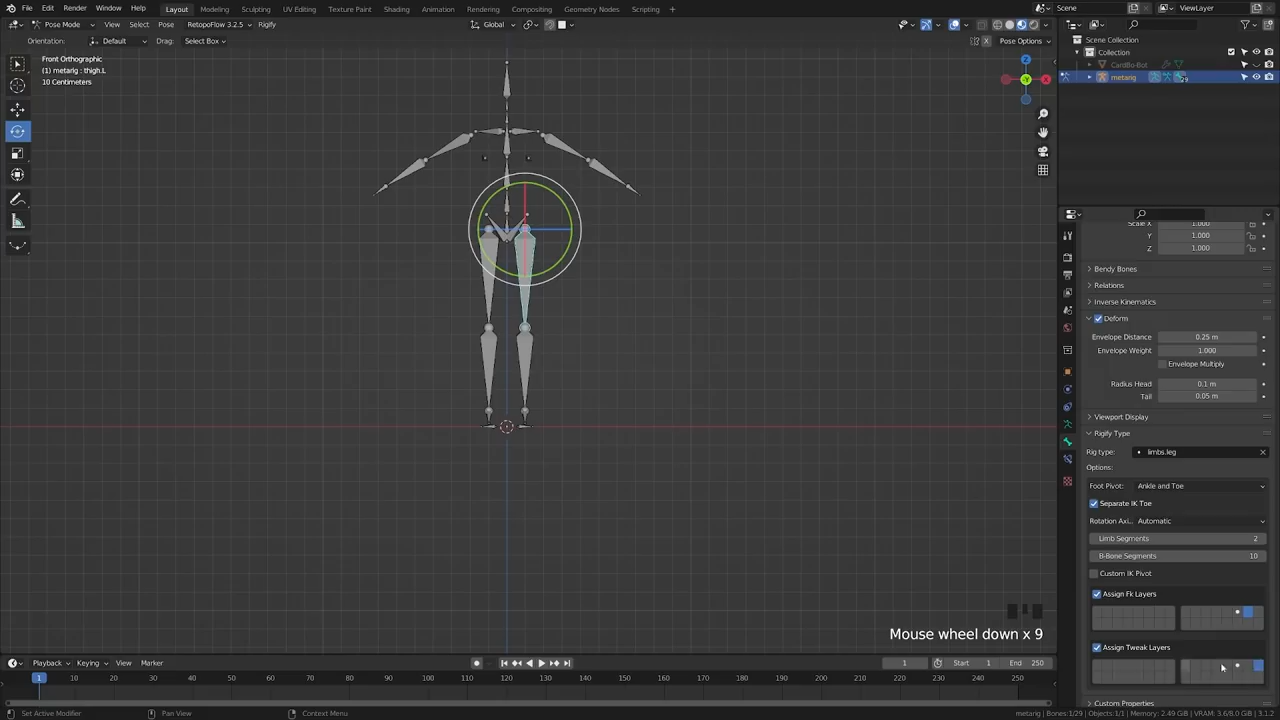 File Edit Render Window Help Layout Modeling Sculpting UV Editing Texture Paint Shading Animation Rendering Compositing Geometry Nodes Scripting + Scene ViewLayer
Pose Mode View Select Pose RetopoFlow 3.2.5 Rigify Global
Orientation: Default Drag: Select Box Pose Options
Front Orthographic
(1) metarig : thigh.L
10 Centimeters
Scene Collection
Collection
CardBo-Bot
metarig
Z
X
Scale X
Y 1.000
Z 1.000
Bendy Bones
Relations
Inverse Kinematics
Deform
Envelope Distance 0.25 m
Envelope Weight 1.000
Envelope Multiply
Radius Head 0.1 m
Tail 0.05 m
Viewport Display
Rigify Type
Rig type: limbs.leg
Options:
Foot Pivot: Ankle and Toe
Separate IK Toe
Rotation Axi... Automatic
Limb Segments 2
B-Bone Segments 10
Custom IK Pivot
Assign Fk Layers
Assign Tweak Layers
Custom Properties
Mouse wheel down x 9
Playback Keying View Marker 1 Start 1 End 250
1 10 20 30 40 50 60 70 80 90 100 110 120 130 140 150 160 170 180 190 200 210 220 230 240 250
Set Active Modifier Pan View Context Menu metarig | Bones:1/29 | Objects:1/1 | Mem: 2.49 GiB | VRAM: 3.6/8.0 GiB | 3.1.2